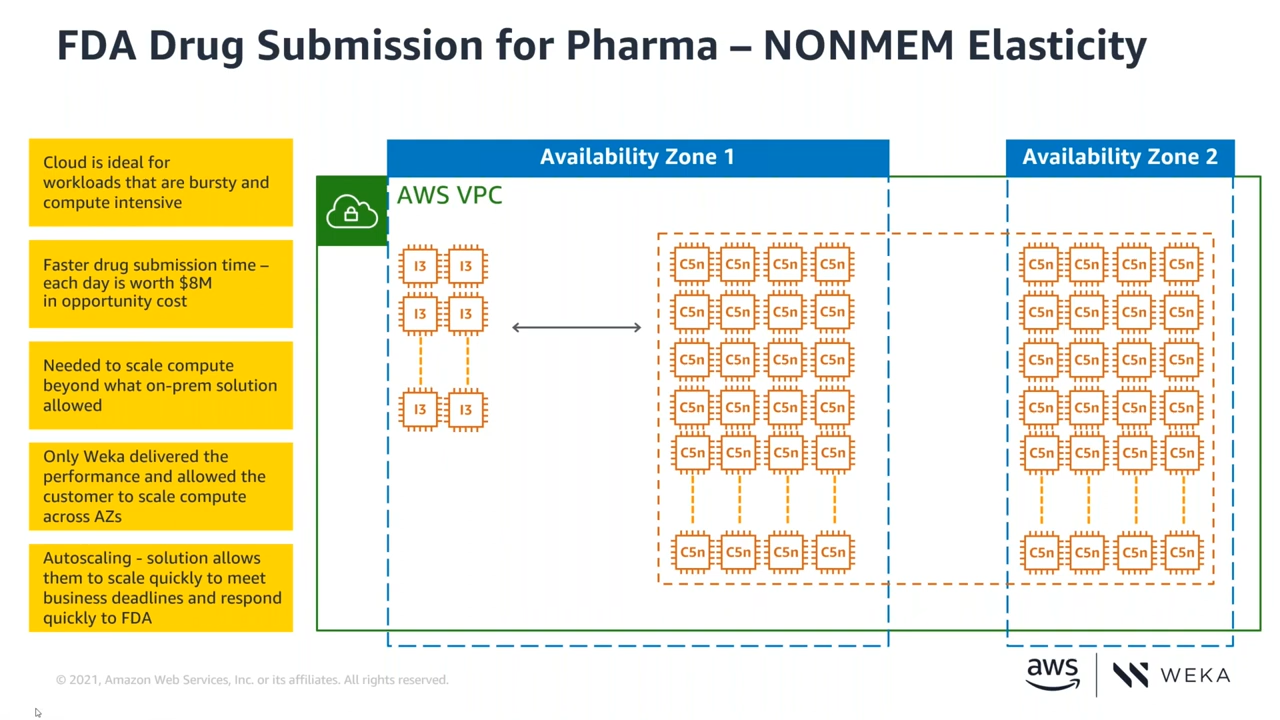 FDA Drug Submission for Pharma – NONMEM Elasticity
Cloud is ideal for
workloads that are bursty and
compute intensive
Faster drug submission time –
each day is worth $8M
in opportunity cost
Needed to scale compute
beyond what on-prem solution
allowed
Only Weka delivered the
performance and allowed the
customer to scale compute
across AZs
Autoscaling - solution allows
them to scale quickly to meet
business deadlines and respond
quickly to FDA
Availability Zone 1
Availability Zone 2
AWS VPC
I3 I3
I3 I3
I3 I3
C5n C5n C5n C5n
C5n C5n C5n C5n
C5n C5n C5n C5n
C5n C5n C5n C5n
C5n C5n C5n C5n
C5n C5n C5n C5n
C5n C5n C5n C5n
C5n C5n C5n C5n
C5n C5n C5n C5n
C5n C5n C5n C5n
C5n C5n C5n C5n
C5n C5n C5n C5n
© 2021, Amazon Web Services, Inc. or its affiliates. All rights reserved.
aws
WEKA